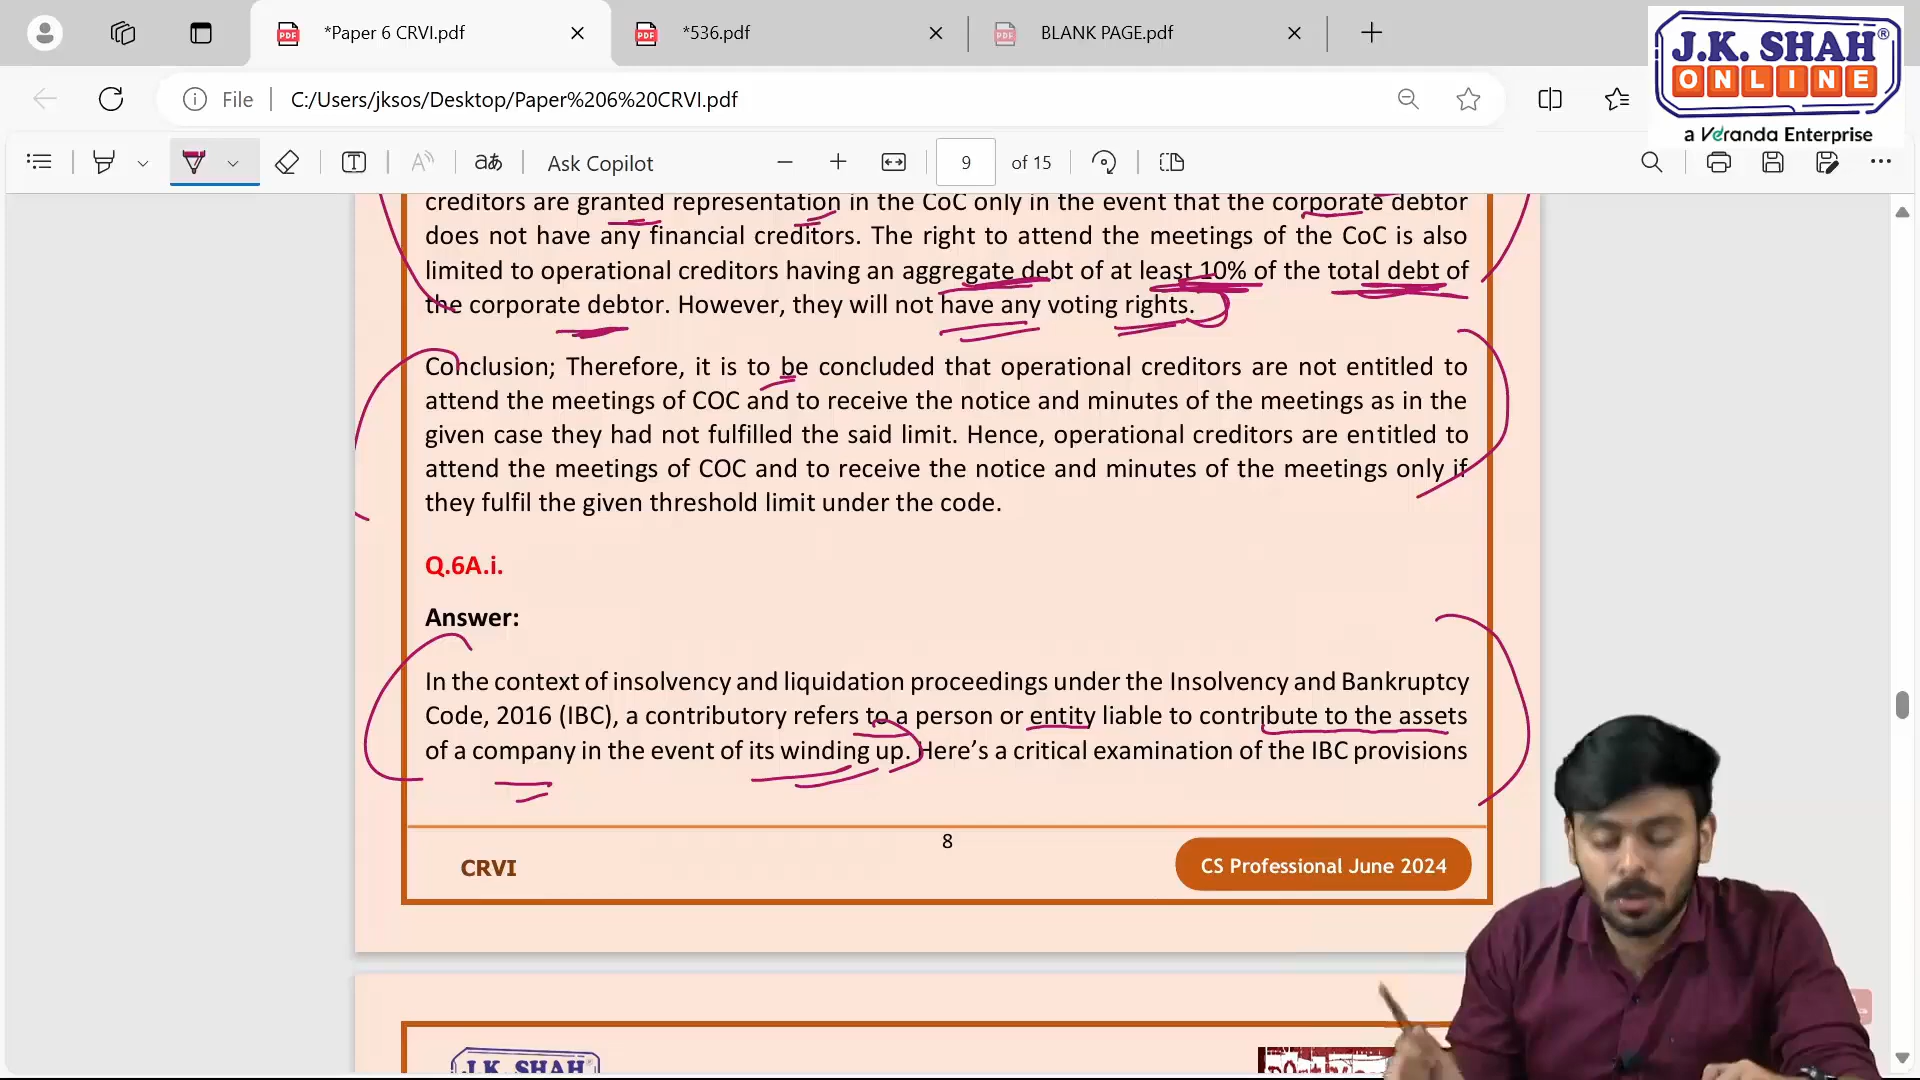 *Paper 6 CRVI.pdf
*536.pdf
BLANK PAGE.pdf
J.K. SHAH®
ONLINE
a Veranda Enterprise
File
C:/Users/jksos/Desktop/Paper%206%20CRVI.pdf
Ask Copilot
9 of 15
creditors are granted representation in the CoC only in the event that the corporate debtor
does not have any financial creditors. The right to attend the meetings of the CoC is also
limited to operational creditors having an aggregate debt of at least 10% of the total debt of
the corporate debtor. However, they will not have any voting rights.
Conclusion; Therefore, it is to be concluded that operational creditors are not entitled to
attend the meetings of COC and to receive the notice and minutes of the meetings as in the
given case they had not fulfilled the said limit. Hence, operational creditors are entitled to
attend the meetings of COC and to receive the notice and minutes of the meetings only if
they fulfil the given threshold limit under the code.
Q.6A.i.
Answer:
In the context of insolvency and liquidation proceedings under the Insolvency and Bankruptcy
Code, 2016 (IBC), a contributory refers to a person or entity liable to contribute to the assets
of a company in the event of its winding up. Here’s a critical examination of the IBC provisions
8
CRVI
CS Professional June 2024
J.K. SHAH